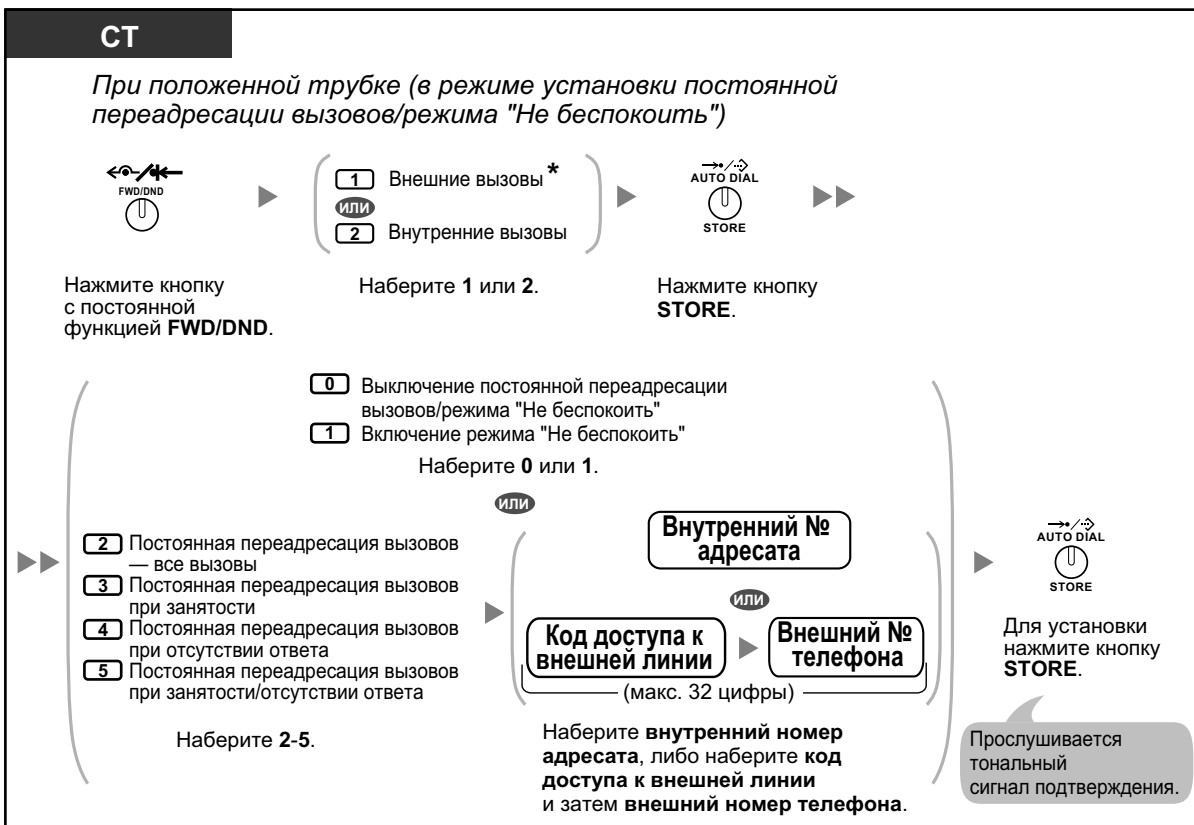 СТ
При положенной трубке (в режиме установки постоянной
переадресации вызовов/режима "Не беспокоить")
FWD/DND
1 Внешние вызовы *
или
2 Внутренние вызовы
AUTO DIAL
STORE
Нажмите кнопку
с постоянной
функцией FWD/DND.
Наберите 1 или 2.
Нажмите кнопку
STORE.
0 Выключение постоянной переадресации
вызовов/режима "Не беспокоить"
1 Включение режима "Не беспокоить"
Наберите 0 или 1.
или
2 Постоянная переадресация вызовов
— все вызовы
3 Постоянная переадресация вызовов
при занятости
4 Постоянная переадресация вызовов
при отсутствии ответа
5 Постоянная переадресация вызовов
при занятости/отсутствии ответа
Наберите 2-5.
Внутренний №
адресата
или
Код доступа к
внешней линии
Внешний №
телефона
(макс. 32 цифры)
Наберите внутренний номер
адресата, либо наберите код
доступа к внешней линии
и затем внешний номер телефона.
AUTO DIAL
STORE
Для установки
нажмите кнопку
STORE.
Прослушивается
тональный
сигнал подтверждения.